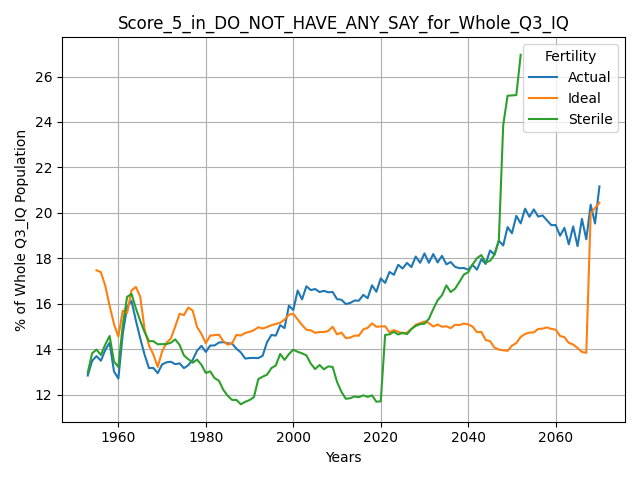 Score_5_in_DO_NOT_HAVE_ANY_SAY_for_Whole_Q3_IQ
Fertility
Actual
Ideal
Sterile
% of Whole Q3_IQ Population
26
24
22
20
18
16
14
12
1960 1980 2000 2020 2040 2060
Years